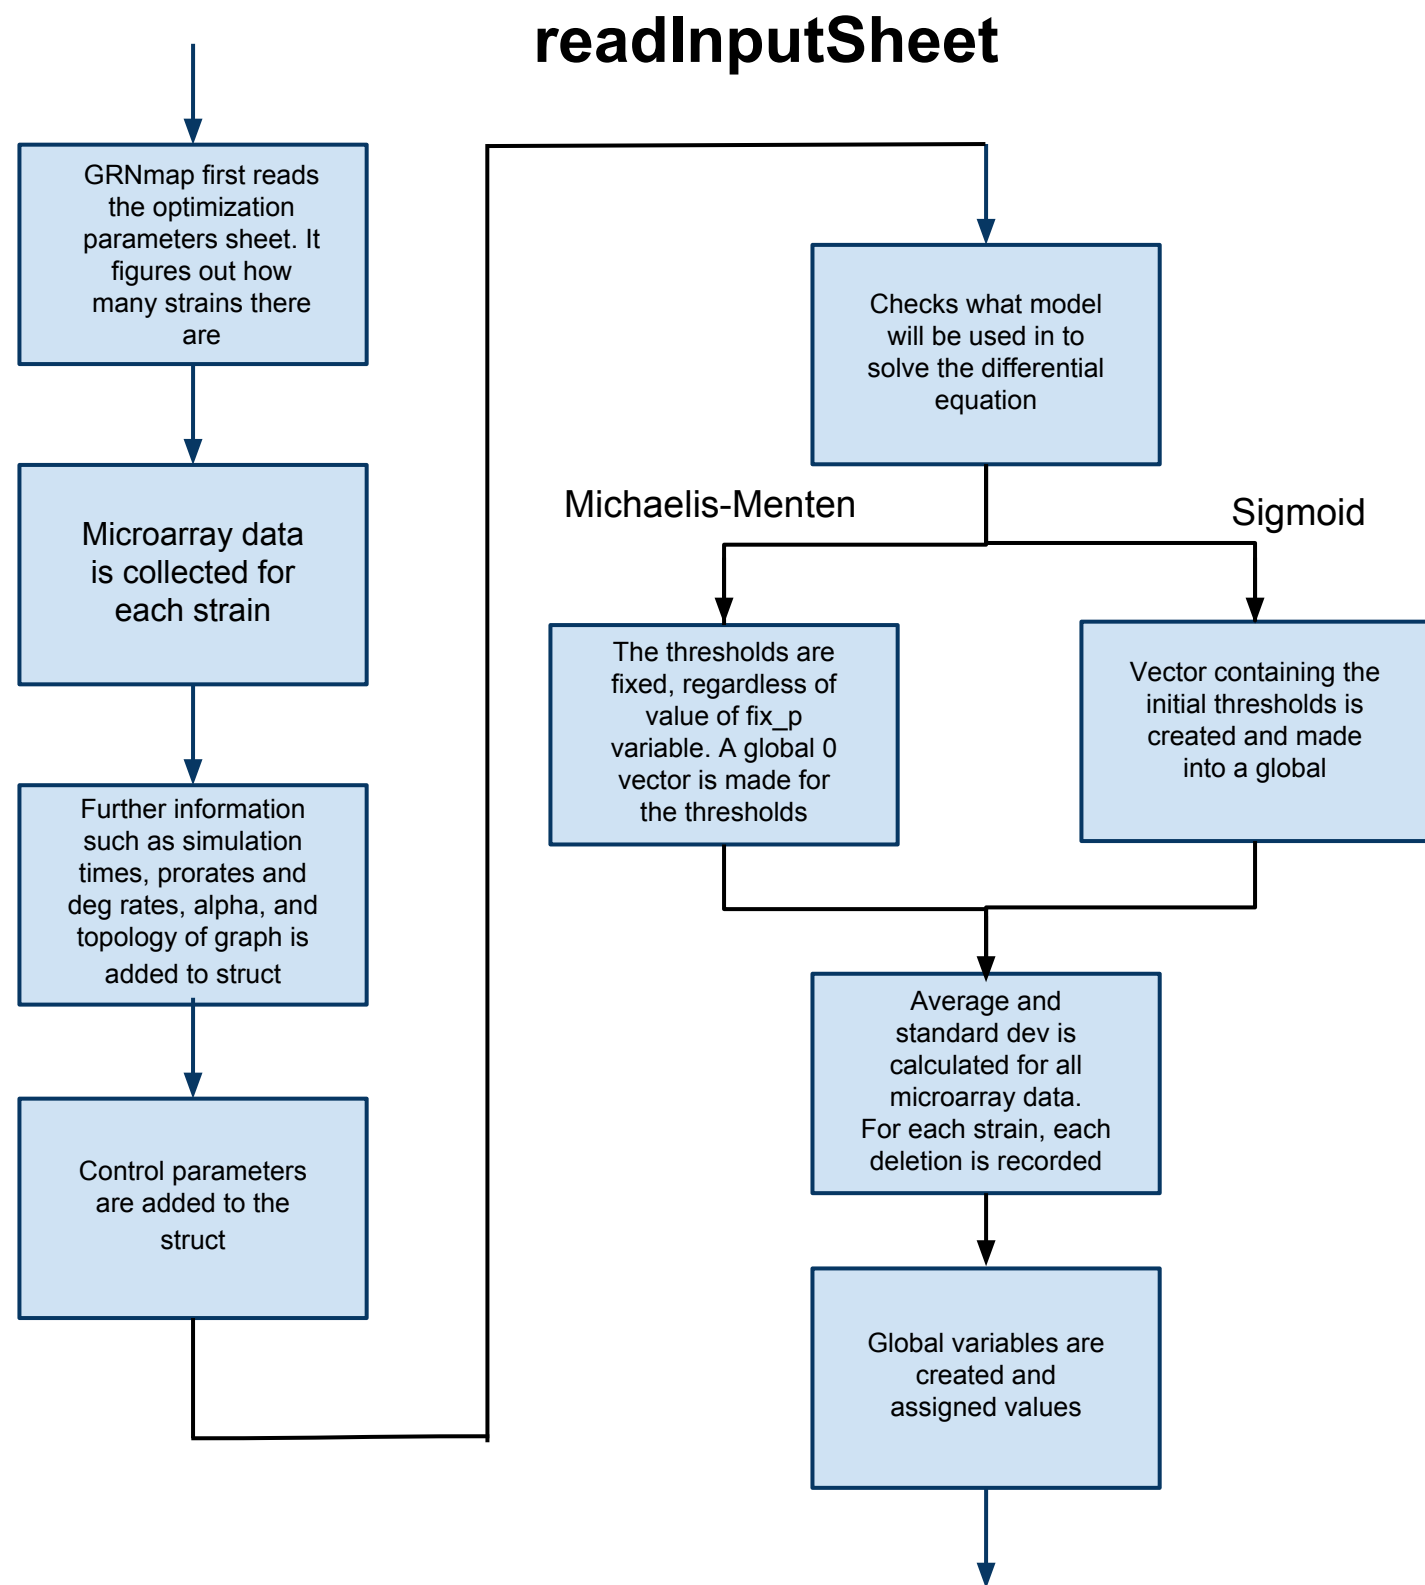 readInputSheet
GRNmap first reads
the optimization
parameters sheet. It
figures out how
many strains there
are
Microarray data
is collected for
each strain
Further information
such as simulation
times, prorates and
deg rates, alpha, and
topology of graph is
added to struct
Control parameters
are added to the
struct
Checks what model
will be used in to
solve the differential
equation
Michaelis-Menten
Sigmoid
The thresholds are
fixed, regardless of
value of fix_p
variable. A global 0
vector is made for
the thresholds
Vector containing the
initial thresholds is
created and made
into a global
Average and
standard dev is
calculated for all
microarray data.
For each strain, each
deletion is recorded
Global variables are
created and
assigned values